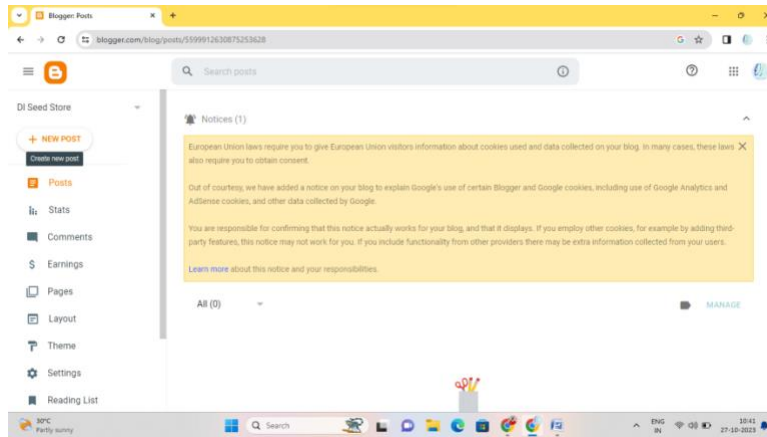 Blogger: Posts
blogger.com/blog/posts/5599912630875253628
Search posts
DI Seed Store
NEW POST
Create new post
Posts
Stats
Comments
Earnings
Pages
Layout
Theme
Settings
Reading List
Notices (1)
European Union laws require you to give European Union visitors information about cookies used and data collected on your blog. In many cases, these laws
also require you to obtain consent.
Out of courtesy, we have added a notice on your blog to explain Google's use of certain Blogger and Google cookies, including use of Google Analytics and
AdSense cookies, and other data collected by Google.
You are responsible for confirming that this notice actually works for your blog, and that it displays. If you employ other cookies, for example by adding third-
party features, this notice may not work for you. If you include functionality from other providers there may be extra information collected from your users.
Learn more about this notice and your responsibilities.
All (0)
MANAGE
30°C
Partly sunny
Search
ENG
IN
10:41
27-10-2023